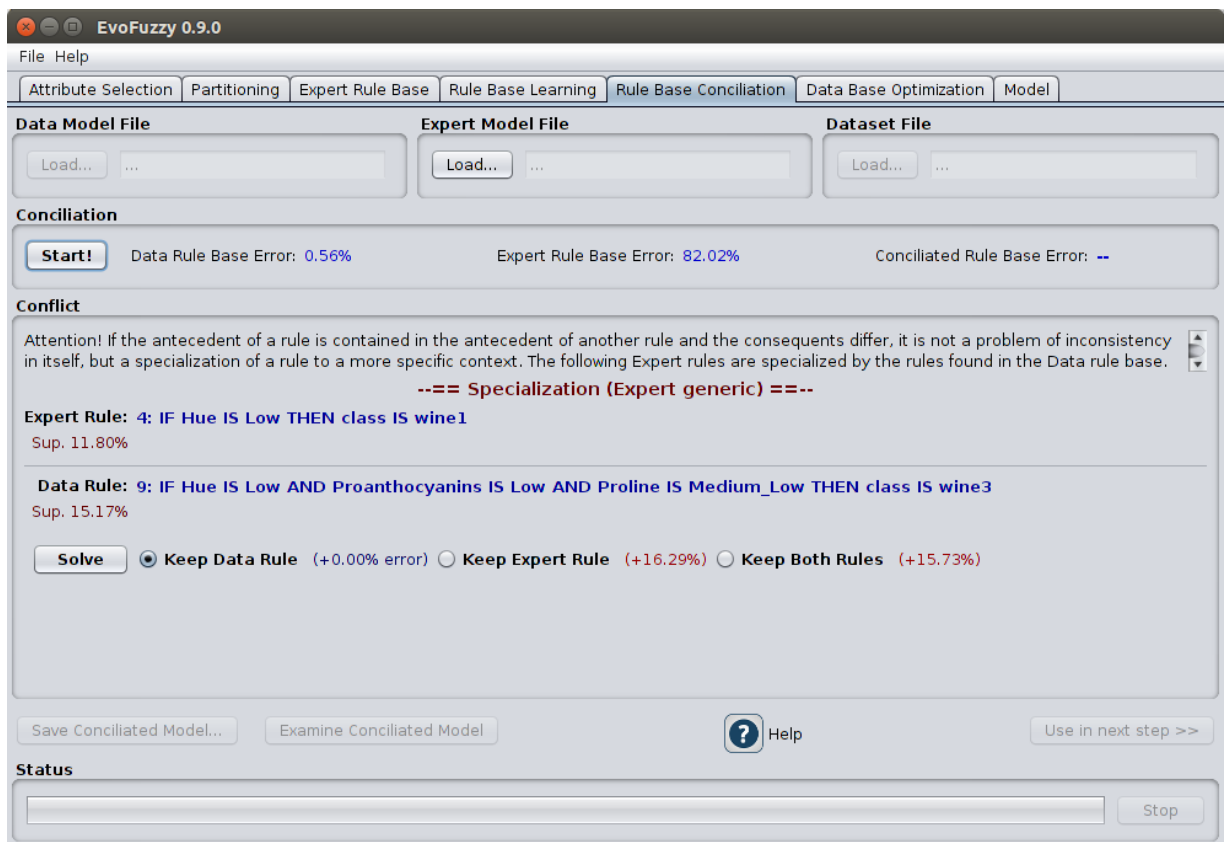 EvoFuzzy 0.9.0
File Help
Attribute Selection Partitioning Expert Rule Base Rule Base Learning Rule Base Conciliation Data Base Optimization Model
Data Model File Expert Model File Dataset File
Load... ... Load... ... Load... ...
Conciliation
Start! Data Rule Base Error: 0.56% Expert Rule Base Error: 82.02% Conciliated Rule Base Error: --
Conflict
Attention! If the antecedent of a rule is contained in the antecedent of another rule and the consequents differ, it is not a problem of inconsistency
in itself, but a specialization of a rule to a more specific context. The following Expert rules are specialized by the rules found in the Data rule base.
--== Specialization (Expert generic) ==--
Expert Rule: 4: IF Hue IS Low THEN class IS wine1
Sup. 11.80%
Data Rule: 9: IF Hue IS Low AND Proanthocyanins IS Low AND Proline IS Medium_Low THEN class IS wine3
Sup. 15.17%
Solve Keep Data Rule (+0.00% error) Keep Expert Rule (+16.29%) Keep Both Rules (+15.73%)
Save Conciliated Model... Examine Conciliated Model ? Help Use in next step >>
Status
Stop